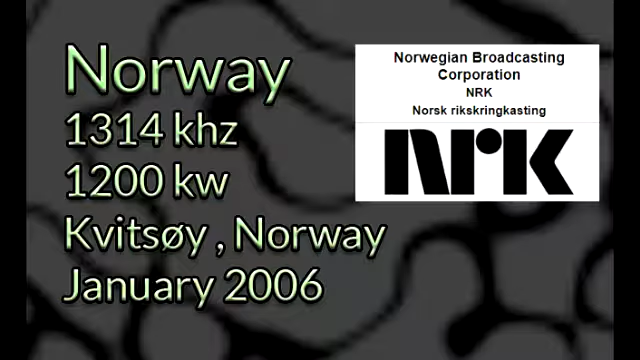 Norway
1314 khz
1200 kw
Kvitsøy , Norway
January 2006
Norwegian Broadcasting
Corporation
NRK
Norsk rikskringkasting
nrk